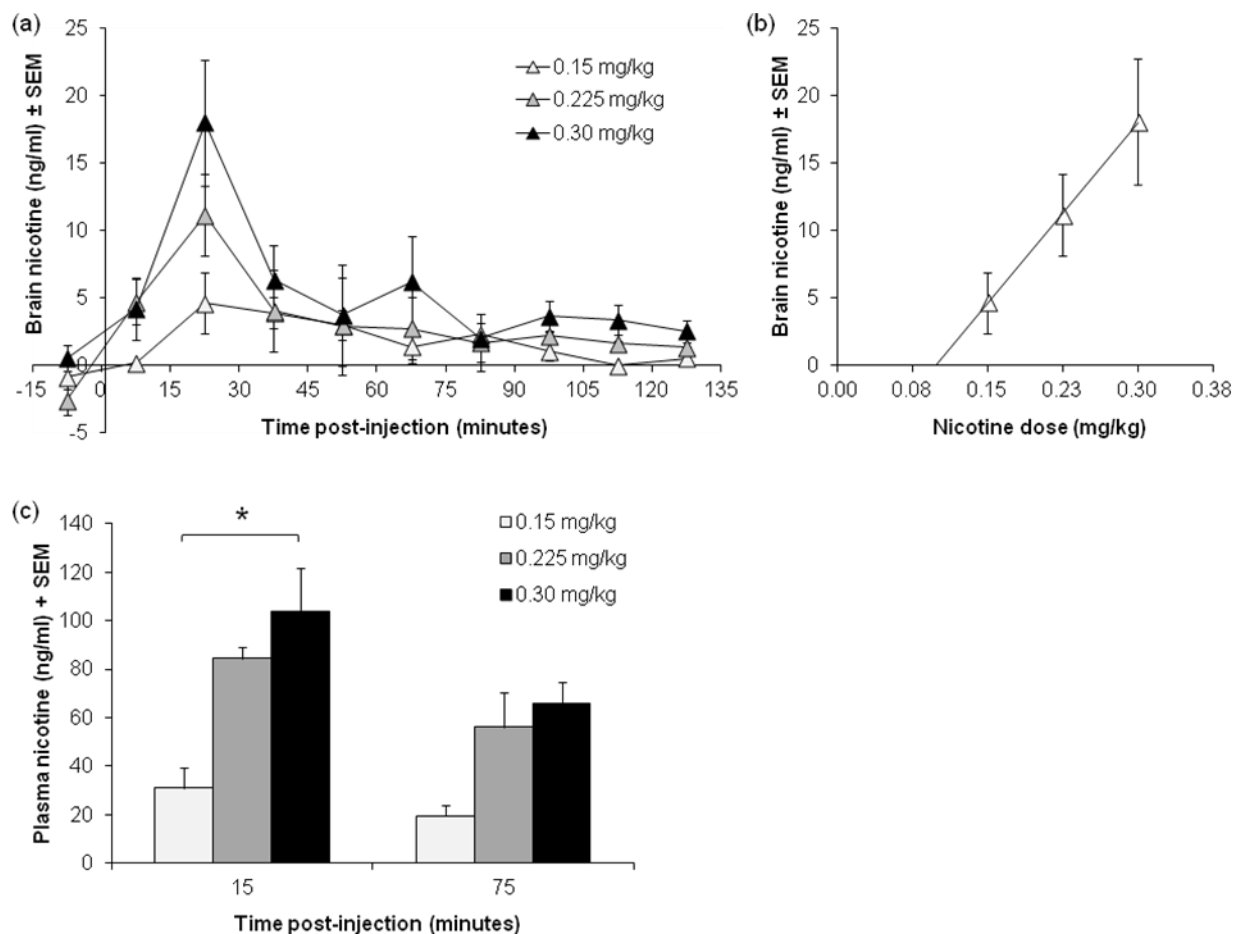 (a)
25
20
15
10
5
0
-5
Brain nicotine (ng/ml) ± SEM
0.15 mg/kg
0.225 mg/kg
0.30 mg/kg
-15 0 15 30 45 60 75 90 105 120 135
Time post-injection (minutes)
(b)
25
20
15
10
5
0
Brain nicotine (ng/ml) ± SEM
0.00 0.08 0.15 0.23 0.30 0.38
Nicotine dose (mg/kg)
(c)
140
120
100
80
60
40
20
0
Plasma nicotine (ng/ml) + SEM
*
0.15 mg/kg
0.225 mg/kg
0.30 mg/kg
15 75
Time post-injection (minutes)